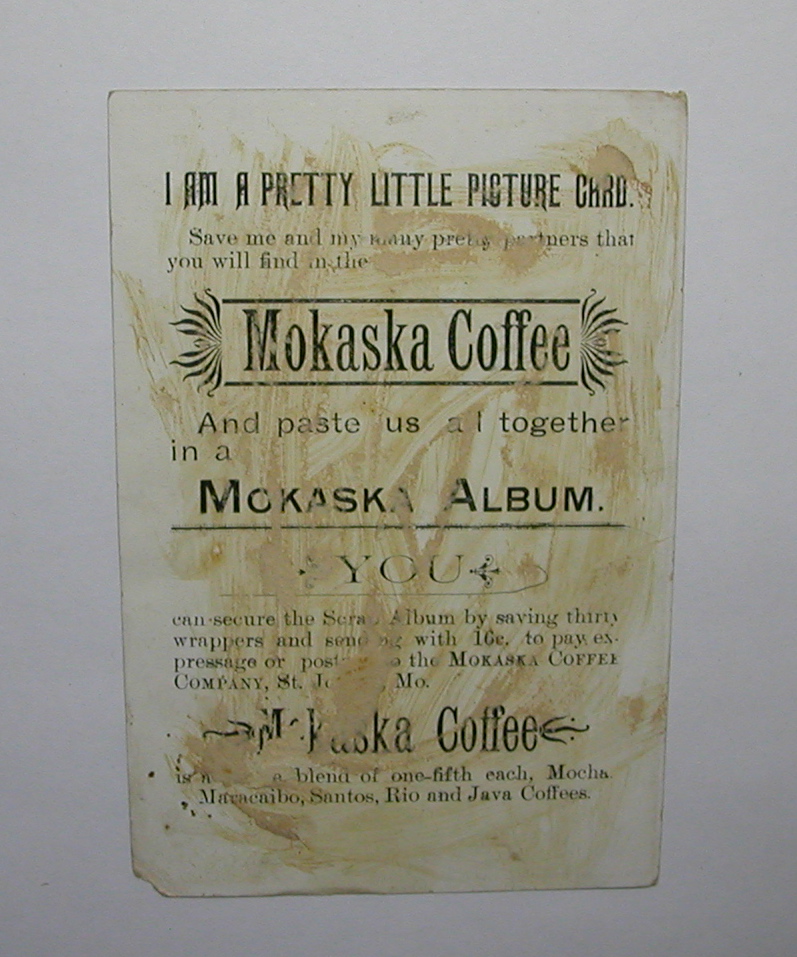 I AM A PRETTY LITTLE PICTURE CARD.
Save me and my many pretty partners that
you will find in the
Mokaska Coffee
And paste us all together
in a
MOKASKA ALBUM.
YOU
can secure the Scrap Album by saving thirty
wrappers and sending with 16c. to pay ex-
pressage or to the MOKASKA COFFEE
COMPANY, St. Mo.
Mokaska Coffee
is a blend of one-fifth each, Mocha
Maracaibo, Santos, Rio and Java Coffees.